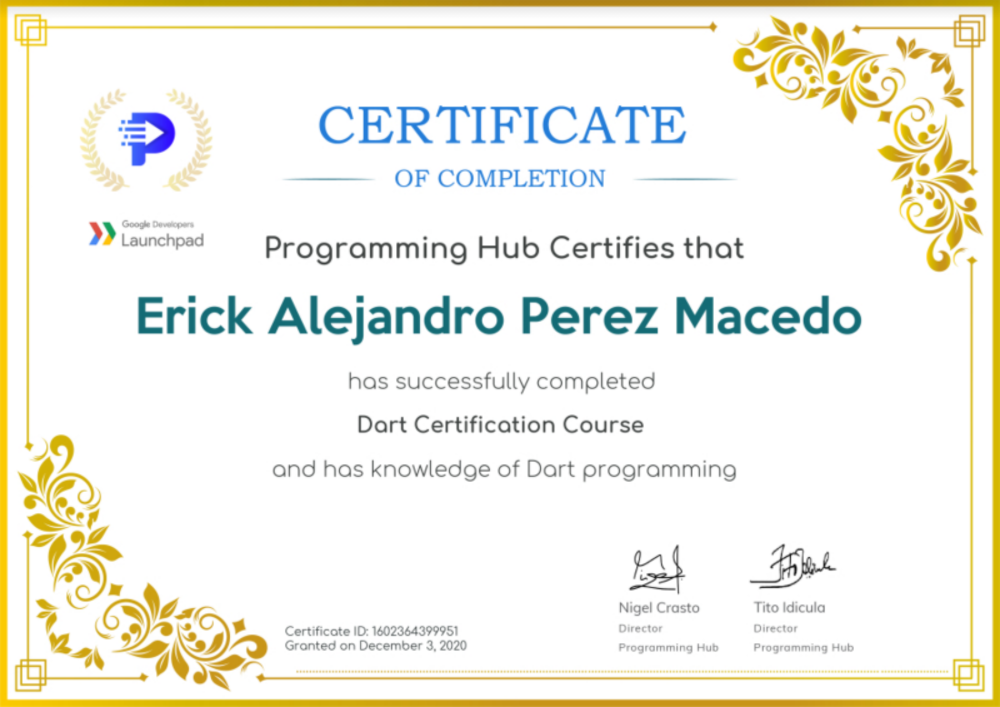 CERTIFICATE
OF COMPLETION
Google Developers
Launchpad
Programming Hub Certifies that
Erick Alejandro Perez Macedo
has successfully completed
Dart Certification Course
and has knowledge of Dart programming
Certificate ID: 1602364399951
Granted on December 3, 2020
Nigel Crasto
Director
Programming Hub
Tito Idicula
Director
Programming Hub